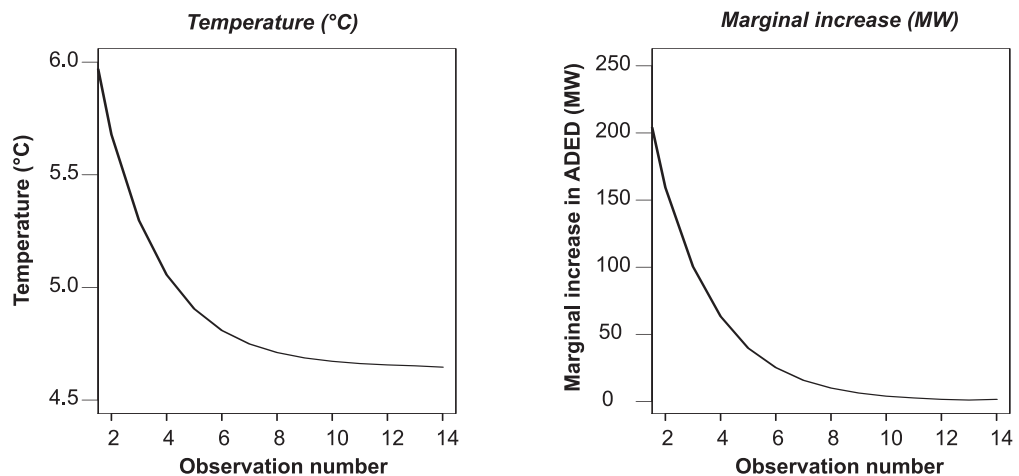 Temperature (°C)
6.0
5.5
5.0
4.5
Temperature (°C)
2 4 6 8 10 12 14
Observation number
Marginal increase (MW)
250
200
150
100
50
0
Marginal increase in ADED (MW)
2 4 6 8 10 12 14
Observation number